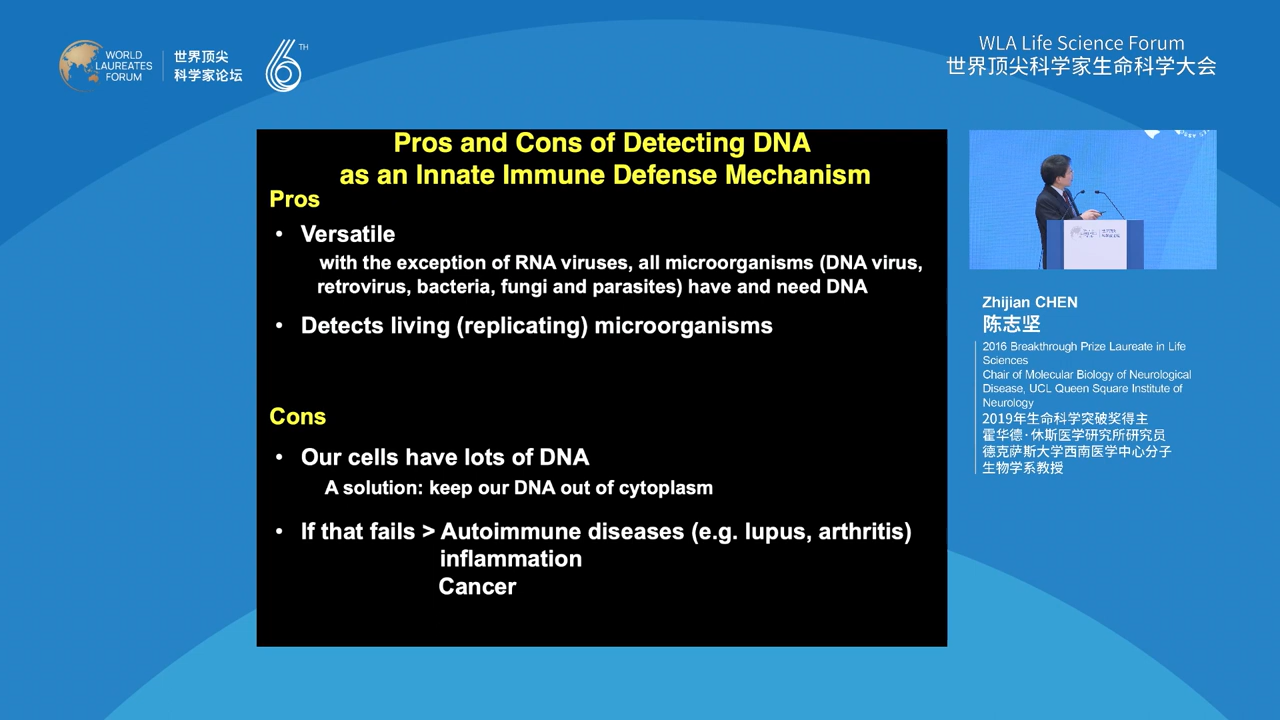 WORLD
LAUREATES
FORUM
世界顶尖
科学家论坛
6TH
WLA Life Science Forum
世界顶尖科学家生命科学大会
Pros and Cons of Detecting DNA
as an Innate Immune Defense Mechanism
Pros
• Versatile
with the exception of RNA viruses, all microorganisms (DNA virus,
retrovirus, bacteria, fungi and parasites) have and need DNA
• Detects living (replicating) microorganisms
Cons
• Our cells have lots of DNA
A solution: keep our DNA out of cytoplasm
• If that fails > Autoimmune diseases (e.g. lupus, arthritis)
inflammation
Cancer
Zhijian CHEN
陈志坚
2016 Breakthrough Prize Laureate in Life
Sciences
Chair of Molecular Biology of Neurological
Disease, UCL Queen Square Institute of
Neurology
2019年生命科学突破奖得主
霍华德·休斯医学研究所研究员
德克萨斯大学西南医学中心分子
生物学系教授